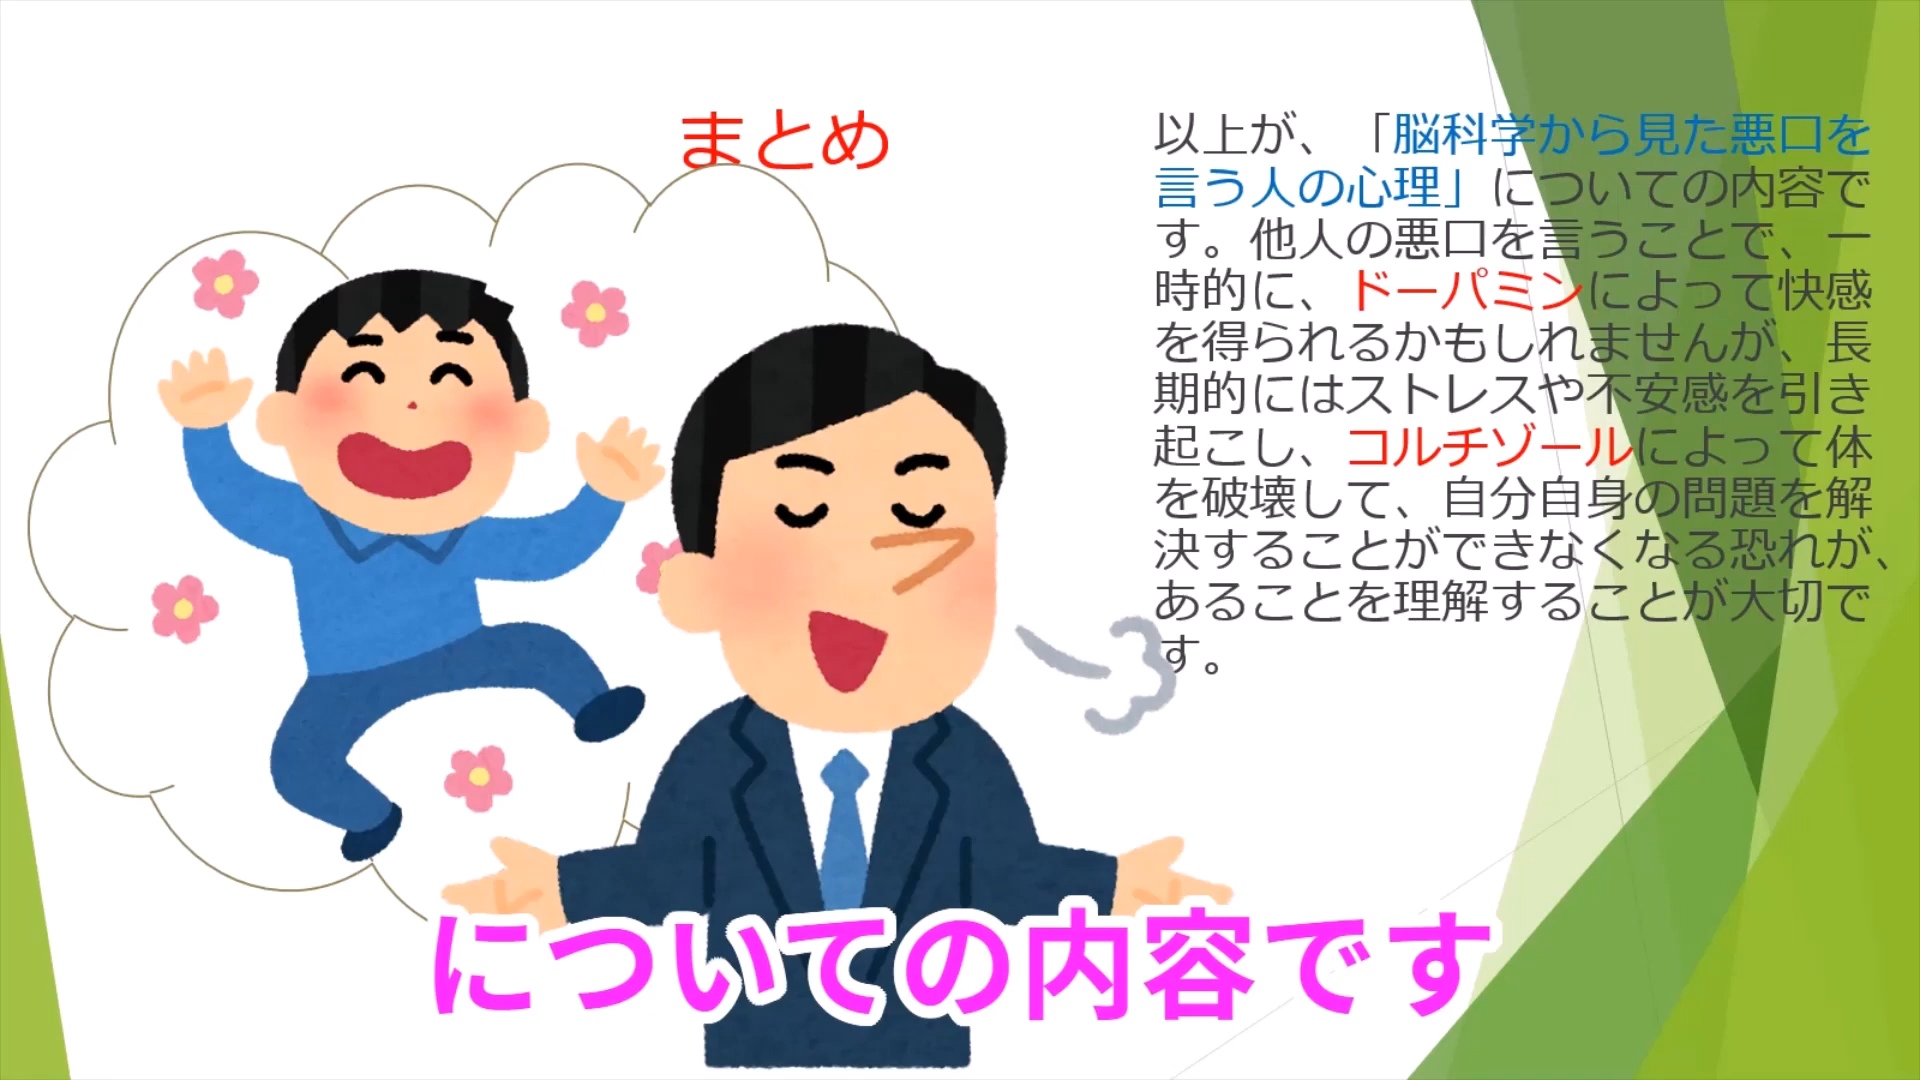 まとめ
以上が、「脳科学から見た悪口を
言う人の心理」についての内容で
す。他人の悪口を言うことで、一
時的に、ドーパミンによって快感
を得られるかもしれませんが、長
期的にはストレスや不安感を引き
起こし、コルチゾールによって体
を破壊して、自分自身の問題を解
決することができなくなる恐れが、
あることを理解することが大切で
す。
についての内容です